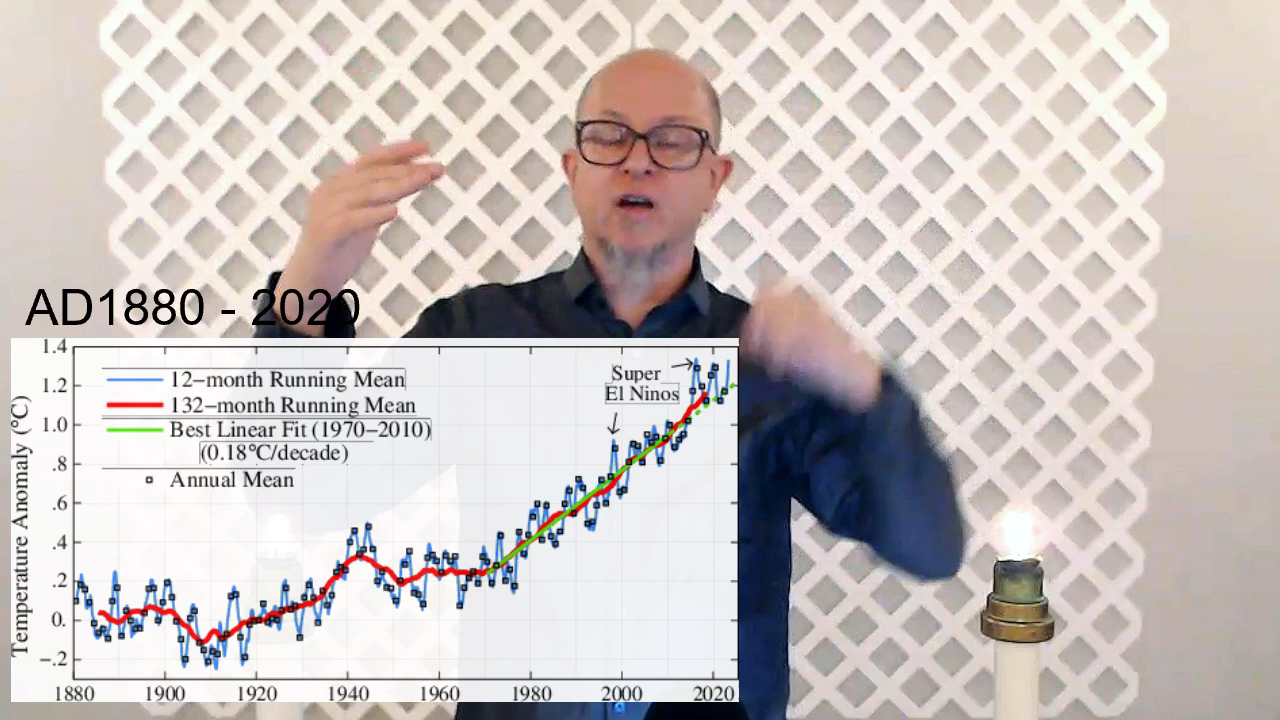 AD1880 - 2020
1.4
1.2
1.0
.8
.6
.4
.2
0.
-.2
Temperature Anomaly (°C)
12-month Running Mean
132-month Running Mean
Best Linear Fit (1970-2010)
(0.18°C/decade)
Annual Mean
Super
El Ninos
1880 1900 1920 1940 1960 1980 2000 2020